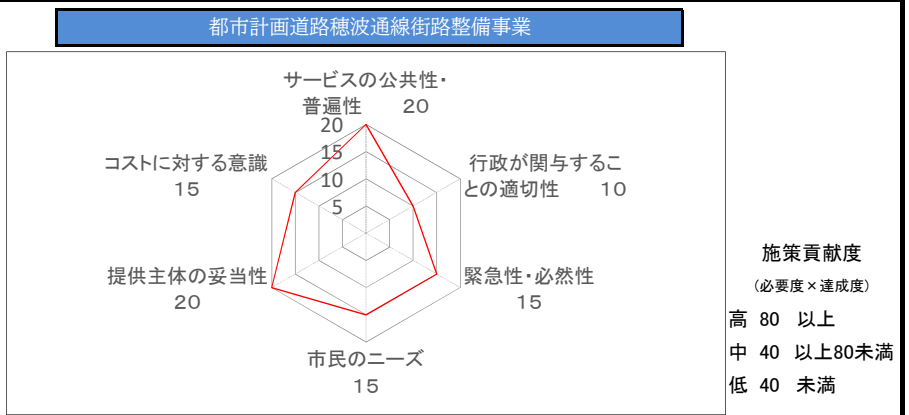 都市計画道路穂波通線街路整備事業
サービスの公共性・
普遍性 20
20
15
10
5
行政が関与するこ
との適切性 10
緊急性・必然性
15
市民のニーズ
15
提供主体の妥当性
20
コストに対する意識
15
施策貢献度
(必要度×達成度)
高 80 以上
中 40 以上80未満
低 40 未満